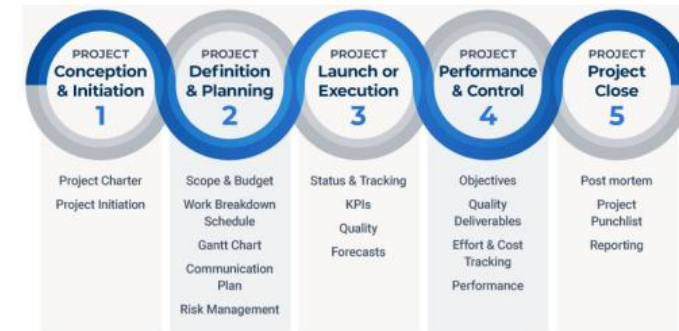 PROJECT
Conception
& Initiation
1
Project Charter
Project Initiation
PROJECT
Definition
& Planning
2
Scope & Budget
Work Breakdown
Schedule
Gantt Chart
Communication
Plan
Risk Management
PROJECT
Launch or
Execution
3
Status & Tracking
KPIs
Quality
Forecasts
PROJECT
Performance
& Control
4
Objectives
Quality
Deliverables
Effort & Cost
Tracking
Performance
PROJECT
Project
Close
5
Post mortem
Project
Punchlist
Reporting